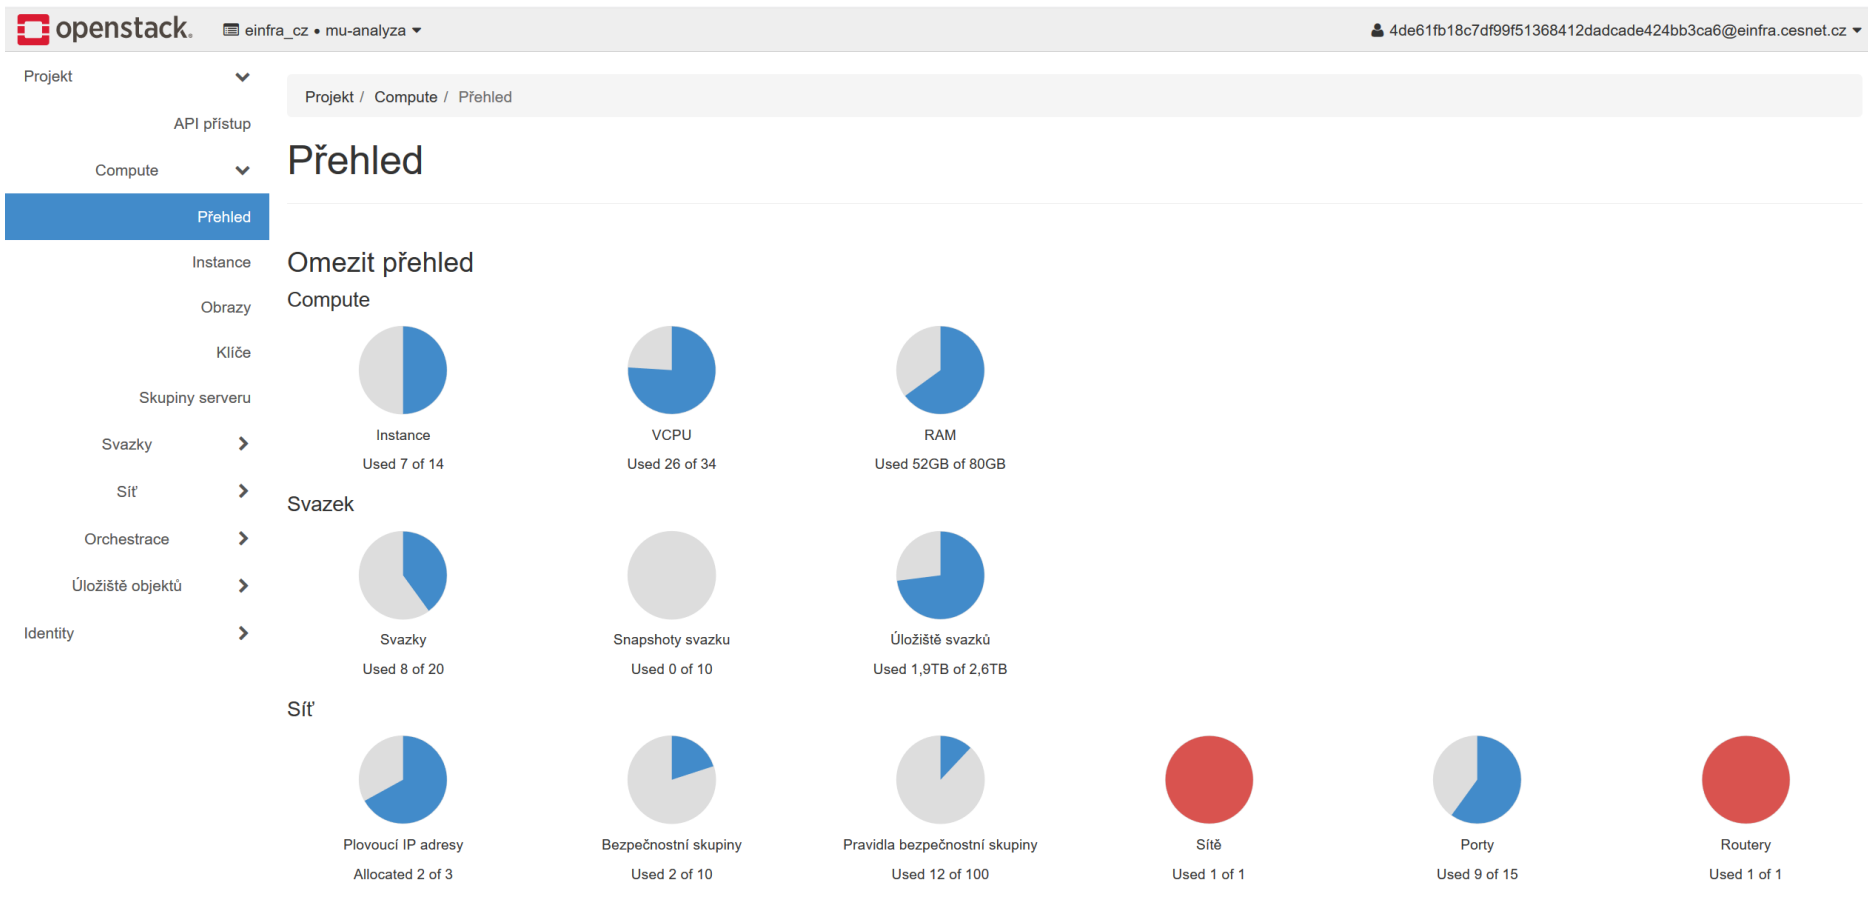 openstack. einfra_cz • mu-analyza 4de61fb18c7df99f51368412dadcade424bb3ca6@einfra.cesnet.cz
Projekt
API přístup
Compute
Přehled
Instance
Obrazy
Klíče
Skupiny serveru
Svazky
Síť
Orchestrace
Úložiště objektů
Identity
Projekt / Compute / Přehled
Přehled
Omezit přehled
Compute
Instance
Used 7 of 14
VCPU
Used 26 of 34
RAM
Used 52GB of 80GB
Svazek
Svazky
Used 8 of 20
Snapshoty svazku
Used 0 of 10
Úložiště svazků
Used 1,9TB of 2,6TB
Síť
Plovoucí IP adresy
Allocated 2 of 3
Bezpečnostní skupiny
Used 2 of 10
Pravidla bezpečnostní skupiny
Used 12 of 100
Sítě
Used 1 of 1
Porty
Used 9 of 15
Routery
Used 1 of 1